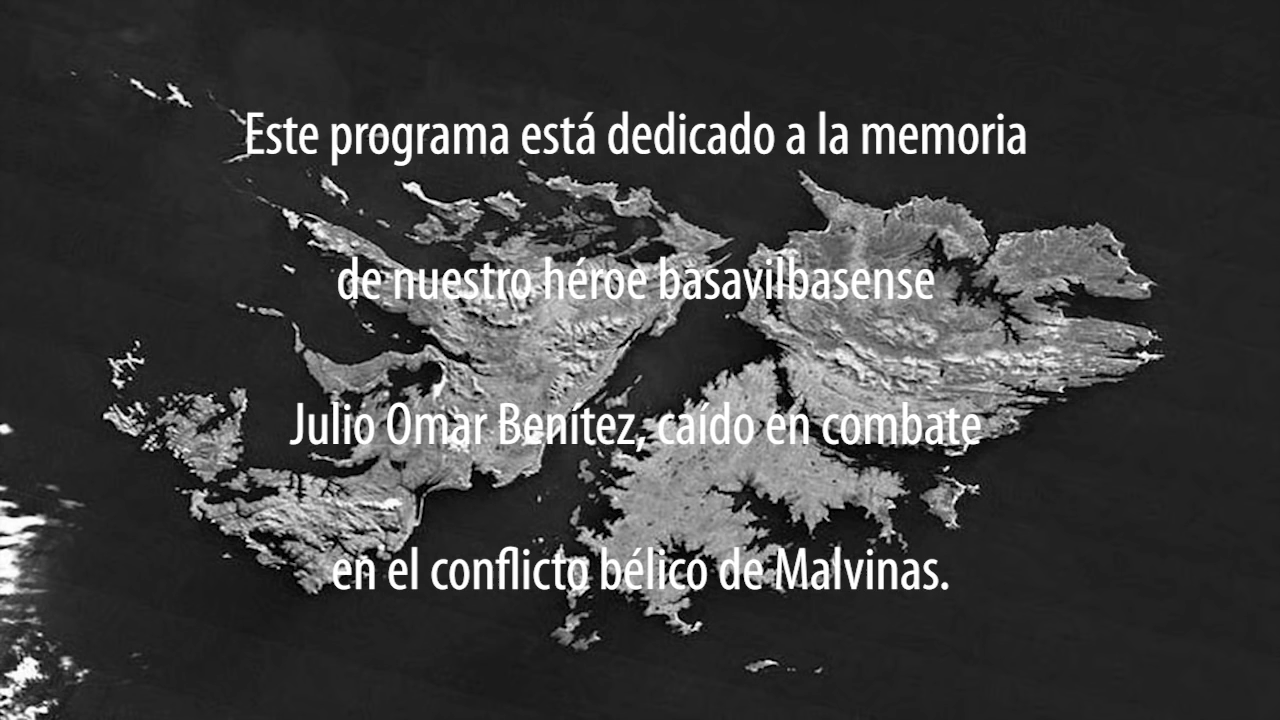 Este programa está dedicado a la memoria
de nuestro héroe basavilbasense
Julio Omar Benítez, caído en combate
en el conflicto bélico de Malvinas.